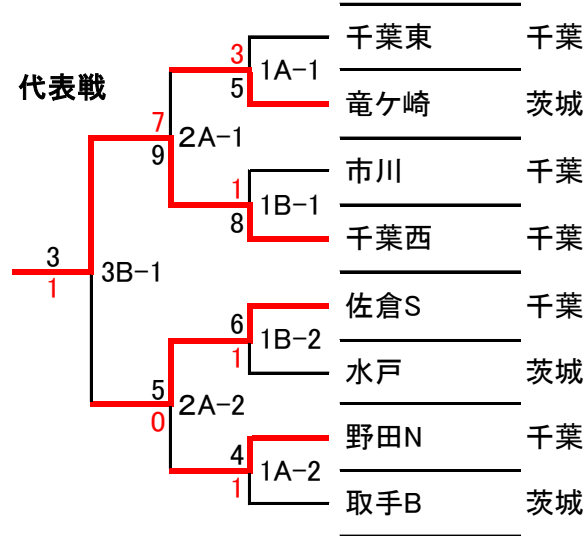 代表戦
千葉東 千葉
3
1A-1
5
竜ケ崎 茨城
7
2A-1
9
市川 千葉
1
1B-1
8
千葉西 千葉
3
3B-1
1
佐倉S 千葉
6
1B-2
1
水戸 茨城
5
2A-2
0
野田N 千葉
4
1A-2
1
取手B 茨城